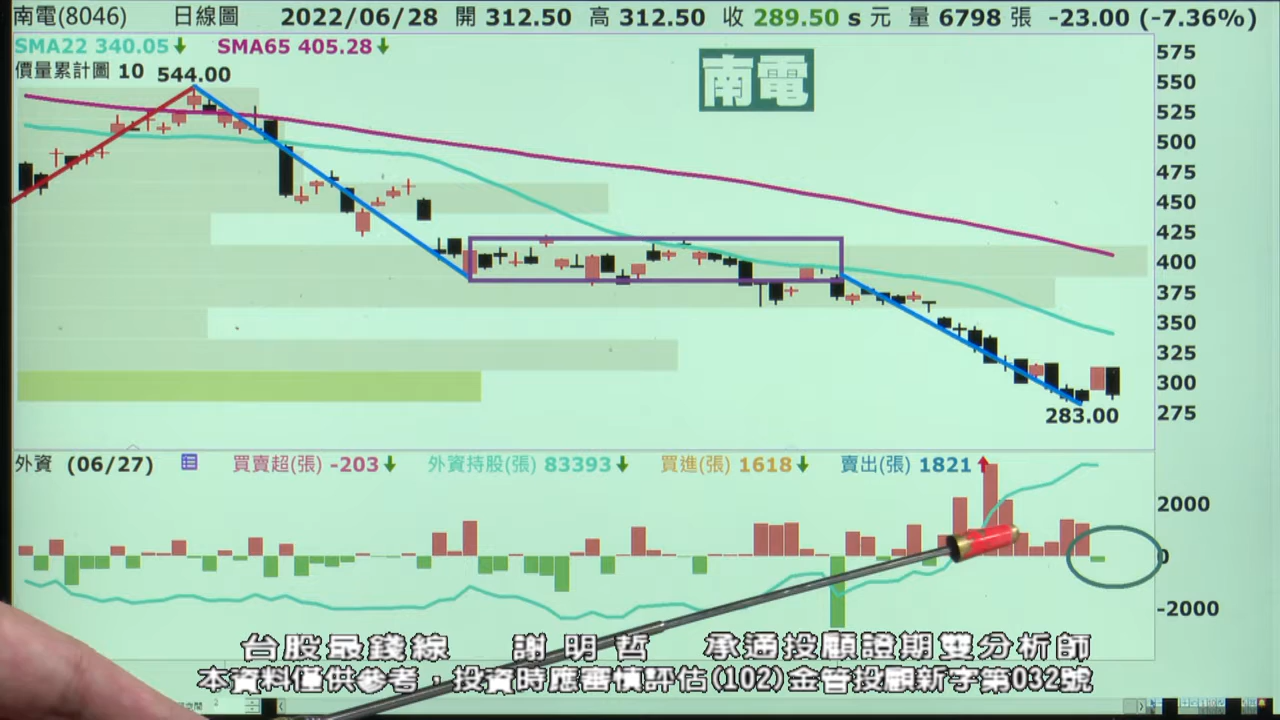 南電(8046) 日線圖 2022/06/28 開 312.50 高 312.50 收 289.50 s 元 量 6798 張 -23.00 (-7.36%)
SMA22 340.05 SMA65 405.28
價量累計圖 10
544.00
南電
575
550
525
500
475
450
425
400
375
350
325
300
275
283.00
外資 (06/27) 買賣超(張) -203 外資持股(張) 83393 買進(張) 1618 賣出(張) 1821
2000
0
-2000
台股最錢線 謝明哲 承通投顧證期雙分析師
本資料僅供參考，投資時應審慎評估(102)金管投顧新字第032號